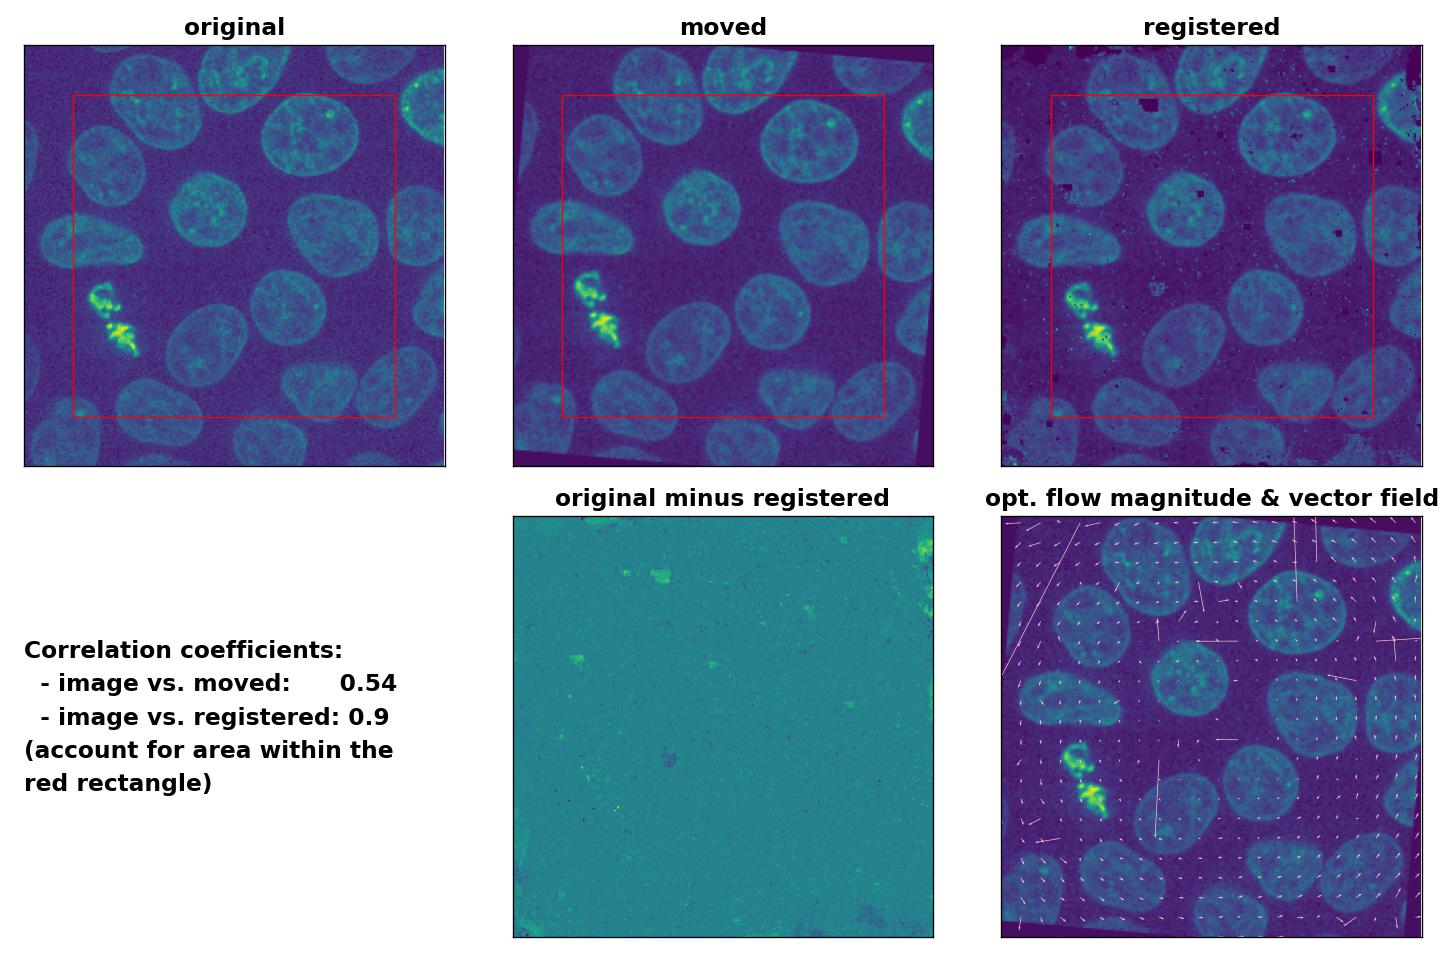 original
moved
registered
original minus registered
opt. flow magnitude & vector field
Correlation coefficients:
- image vs. moved: 0.54
- image vs. registered: 0.9
(account for area within the
red rectangle)